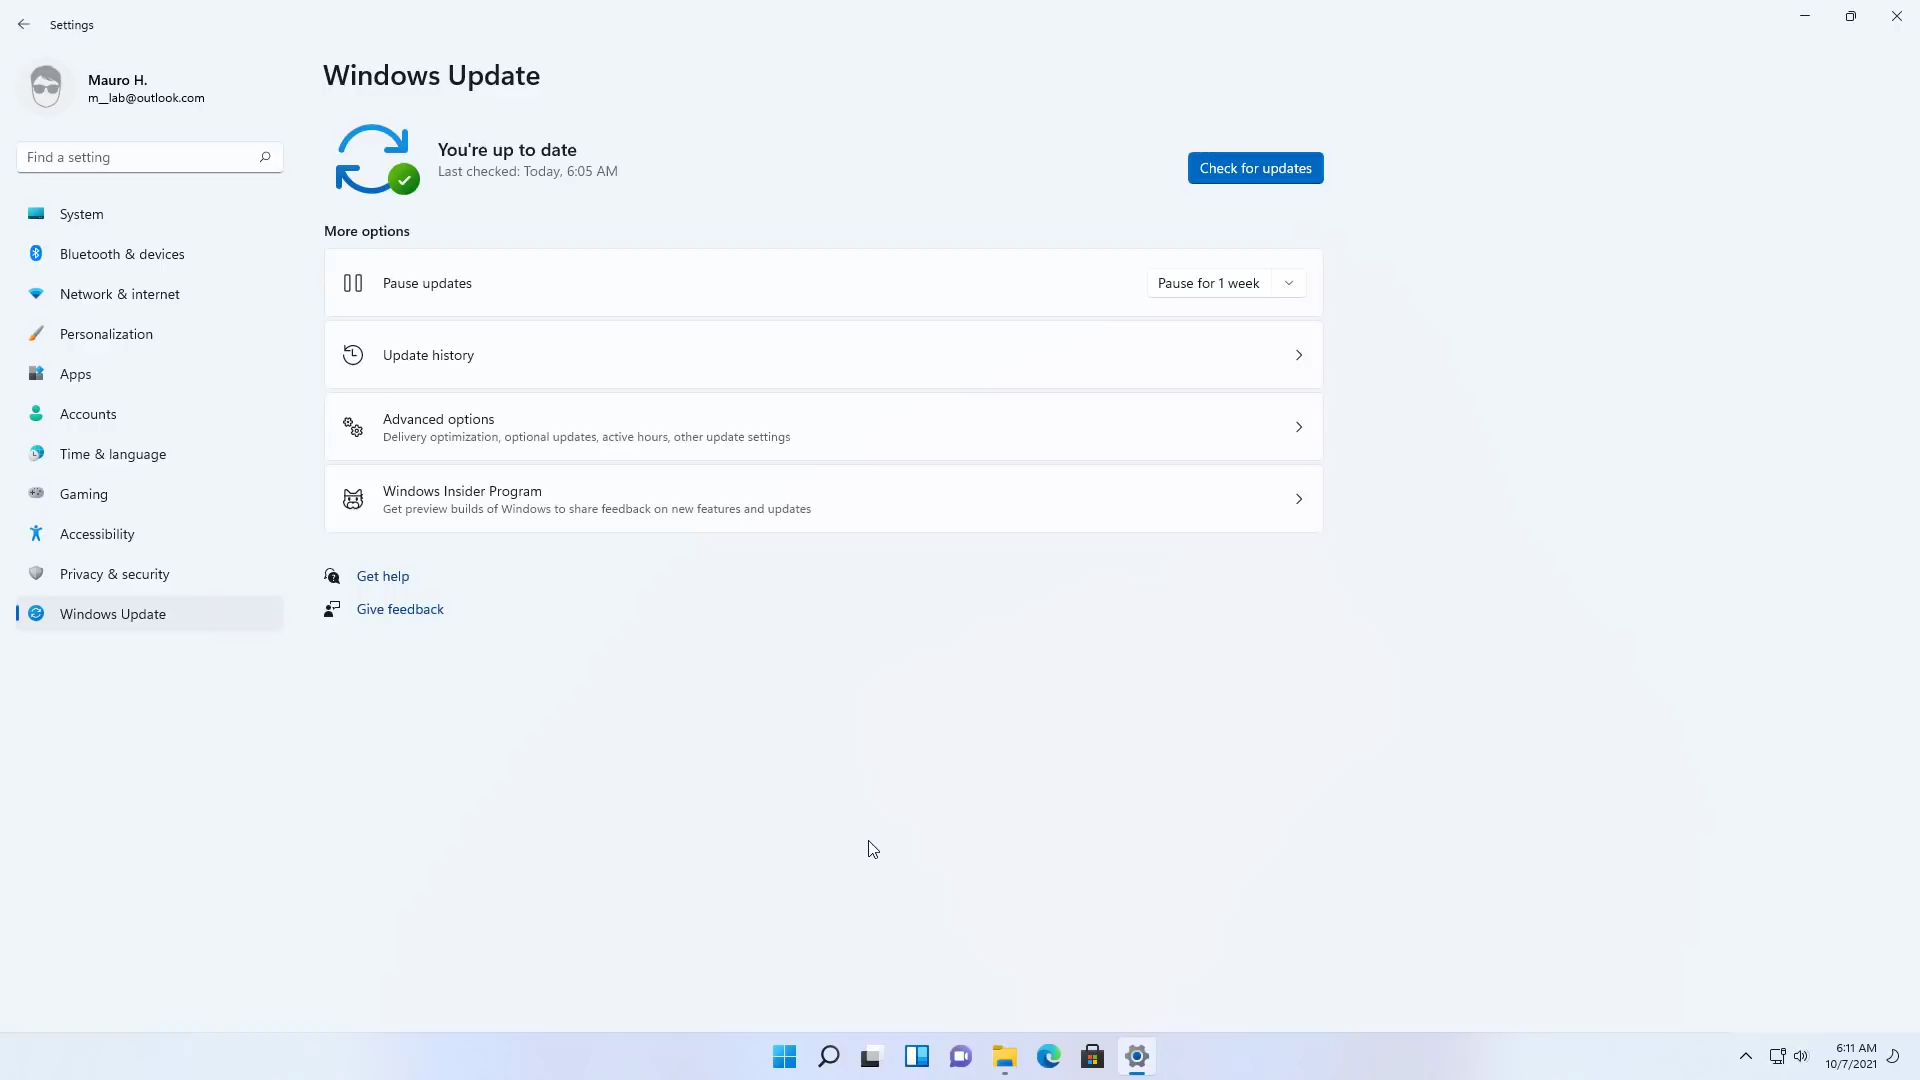 Settings
Mauro H.
m__lab@outlook.com
Find a setting
System
Bluetooth & devices
Network & internet
Personalization
Apps
Accounts
Time & language
Gaming
Accessibility
Privacy & security
Windows Update
Windows Update
You're up to date
Last checked: Today, 6:05 AM
Check for updates
More options
Pause updates
Pause for 1 week
Update history
Advanced options
Delivery optimization, optional updates, active hours, other update settings
Windows Insider Program
Get preview builds of Windows to share feedback on new features and updates
Get help
Give feedback
6:11 AM
10/7/2021